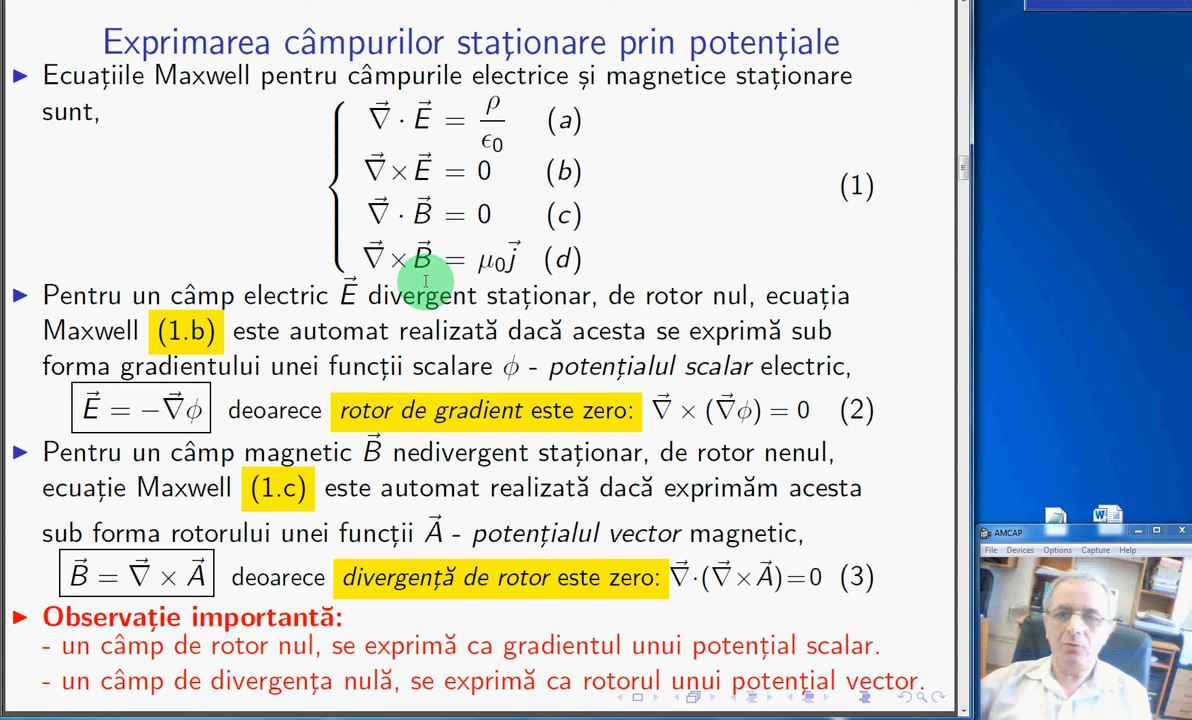 Exprimarea câmpurilor staționare prin potențiale
▶ Ecuațiile Maxwell pentru câmpurile electrice și magnetice staționare
sunt,
∇⃗ · E⃗ = ρ/ϵ₀ (a)
∇⃗ × E⃗ = 0 (b)
(1)
∇⃗ · B⃗ = 0 (c)
∇⃗ × B⃗ = μ₀j⃗ (d)
▶ Pentru un câmp electric E⃗ divergent staționar, de rotor nul, ecuația
Maxwell (1.b) este automat realizată dacă acesta se exprimă sub
forma gradientului unei funcții scalare ϕ - potențialul scalar electric,
E⃗ = −∇⃗ϕ deoarece rotor de gradient este zero: ∇⃗ × (∇⃗ϕ) = 0 (2)
▶ Pentru un câmp magnetic B⃗ nedivergent staționar, de rotor nenul,
ecuație Maxwell (1.c) este automat realizată dacă exprimăm acesta
sub forma rotorului unei funcții A⃗ - potențialul vector magnetic,
B⃗ = ∇⃗ × A⃗ deoarece divergență de rotor este zero: ∇⃗·(∇⃗×A⃗)=0 (3)
▶ Observație importantă:
- un câmp de rotor nul, se exprimă ca gradientul unui potențial scalar.
- un câmp de divergența nulă, se exprimă ca rotorul unui potențial vector.
AMCAP
File Devices Options Capture Help